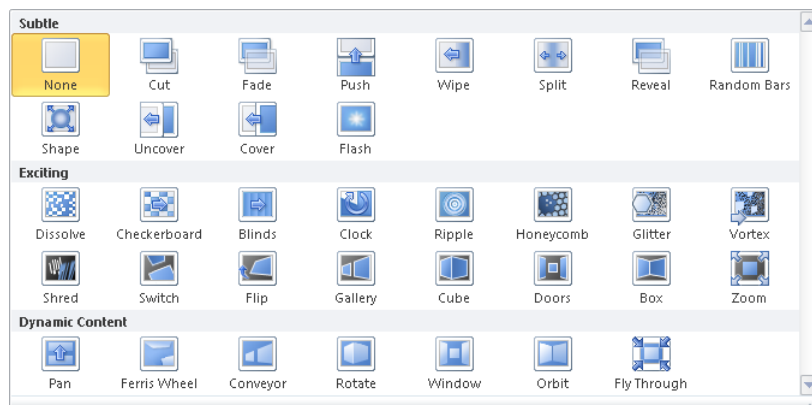 Subtle
None Cut Fade Push Wipe Split Reveal Random Bars
Shape Uncover Cover Flash
Exciting
Dissolve Checkerboard Blinds Clock Ripple Honeycomb Glitter Vortex
Shred Switch Flip Gallery Cube Doors Box Zoom
Dynamic Content
Pan Ferris Wheel Conveyor Rotate Window Orbit Fly Through